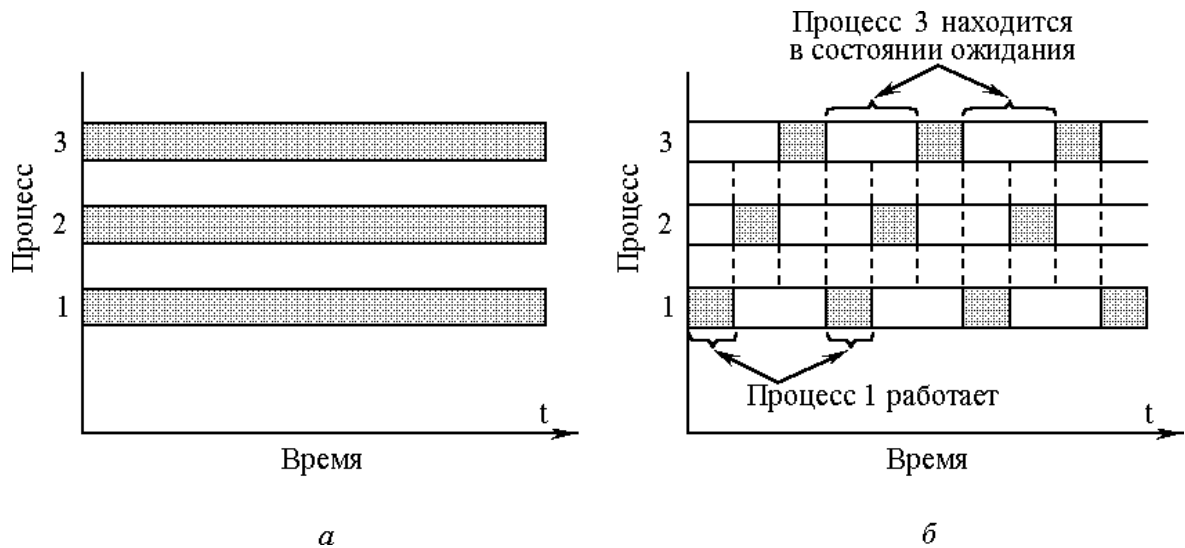 Процесс 3 находится
в состоянии ожидания
Процесс
3
2
1
t
Время
а
Процесс
3
2
1
Процесс 1 работает
t
Время
б